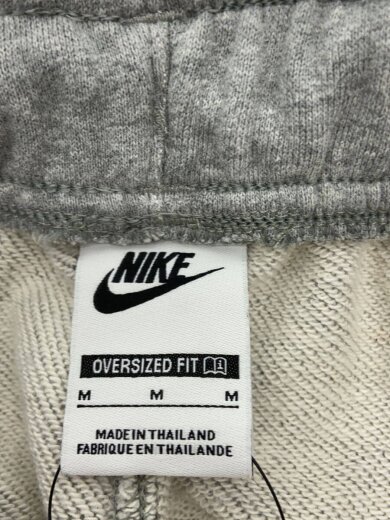 NIKE
OVERSIZED FIT
M M M
MADE IN THAILAND
FABRIQUE EN THAILANDE